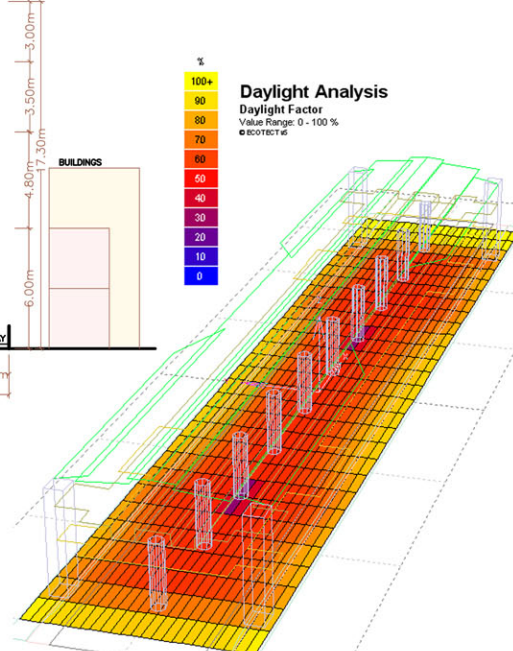 3.00m
3.50m
17.30m
4.80m
6.00m
BUILDINGS
%
100+
90
80
70
60
50
40
30
20
10
0
Daylight Analysis
Daylight Factor
Value Range: 0 - 100 %
© ECOTECT v5